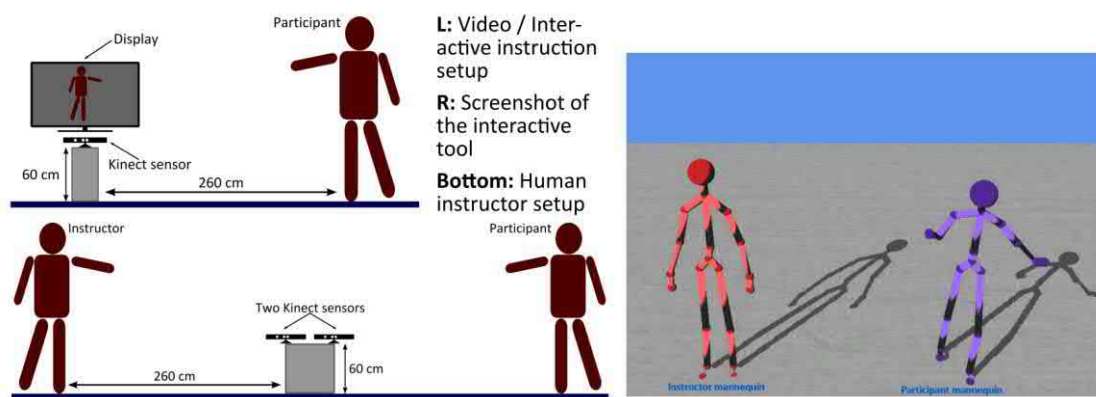 Display
Participant
Kinect sensor
60 cm
260 cm
L: Video / Inter-
active instruction
setup
R: Screenshot of
the interactive
tool
Bottom: Human
instructor setup
Instructor
Participant
Two Kinect sensors
260 cm
60 cm
Instructor mannequin
Participant mannequin